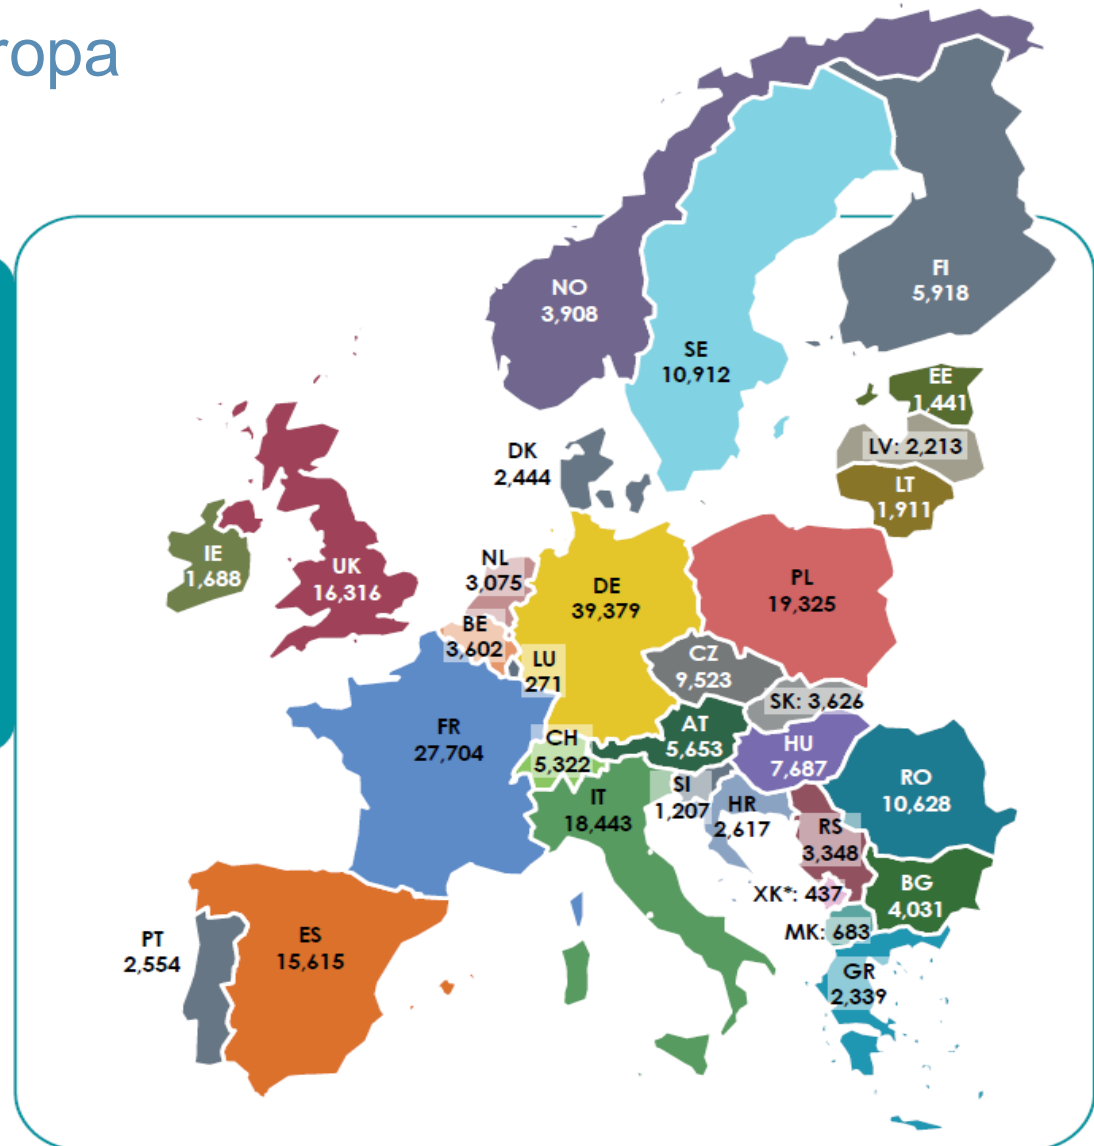 ropa
FI
5,918
NO
3,908
SE
10,912
EE
1,441
LV: 2,213
DK
2,444
LT
1,911
IE
1,688
UK
16,316
NL
3,075
DE
39,379
PL
19,325
BE
3,602
LU
271
CZ
9,523
SK: 3,626
FR
27,704
CH
5,322
AT
5,653
HU
7,687
RO
10,628
IT
18,443
SI
1,207
HR
2,617
RS
3,348
XK*: 437
BG
4,031
MK: 683
PT
2,554
ES
15,615
GR
2,339